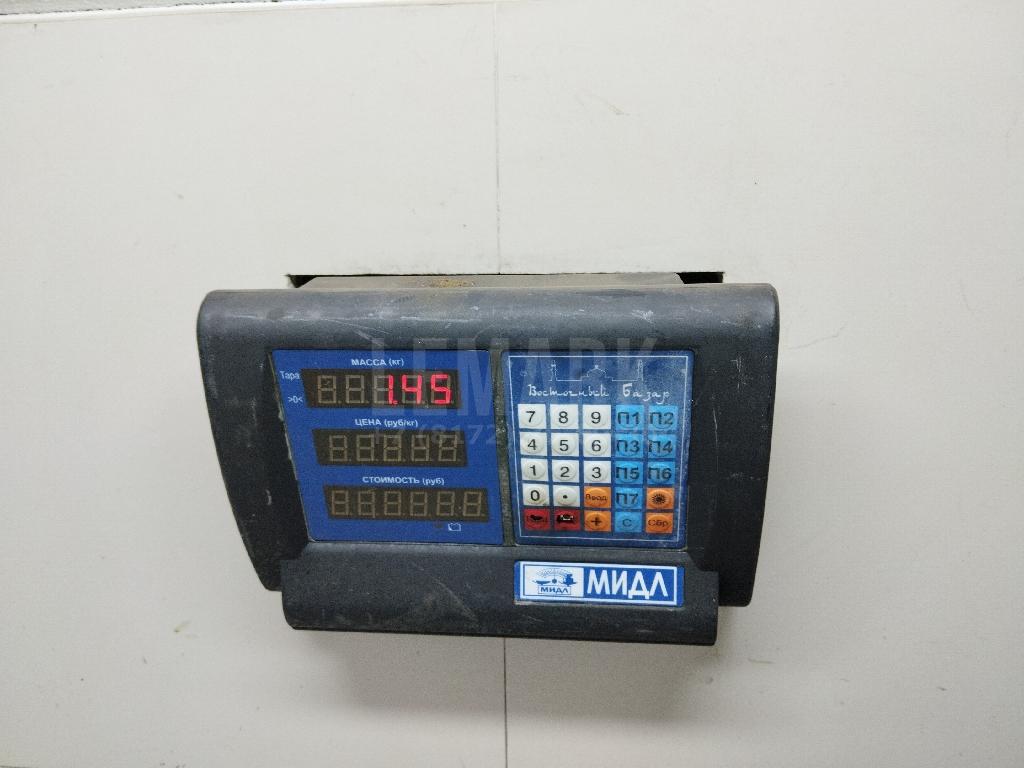 LEMARK
МАССА (кг)
Тара
>0<
1.45
ЦЕНА (руб/кг)
СТОИМОСТЬ (руб)
Восточный Базар
7 8 9 П1 П2
4 5 6 П3 П4
1 2 3 П5 П6
0 . Ввод П7
+ С Сбр
МИДЛ МИДЛ